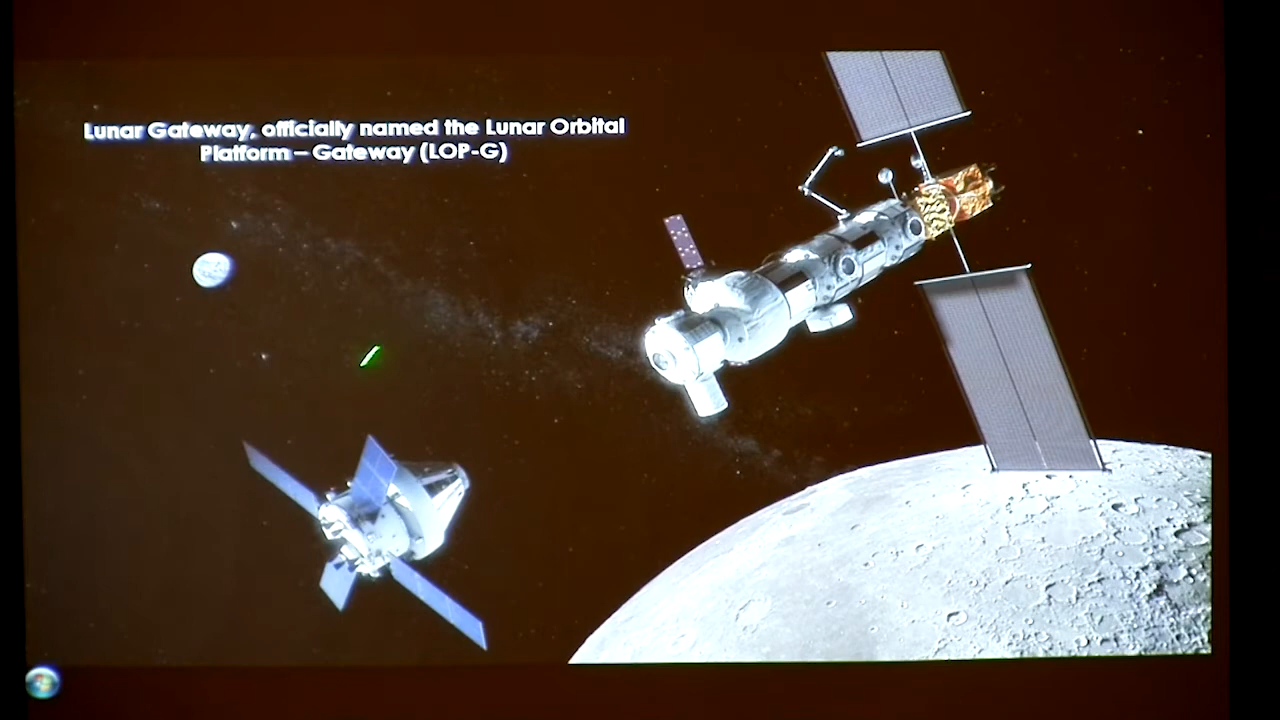 Lunar Gateway, officially named the Lunar Orbital
Platform – Gateway (LOP-G)